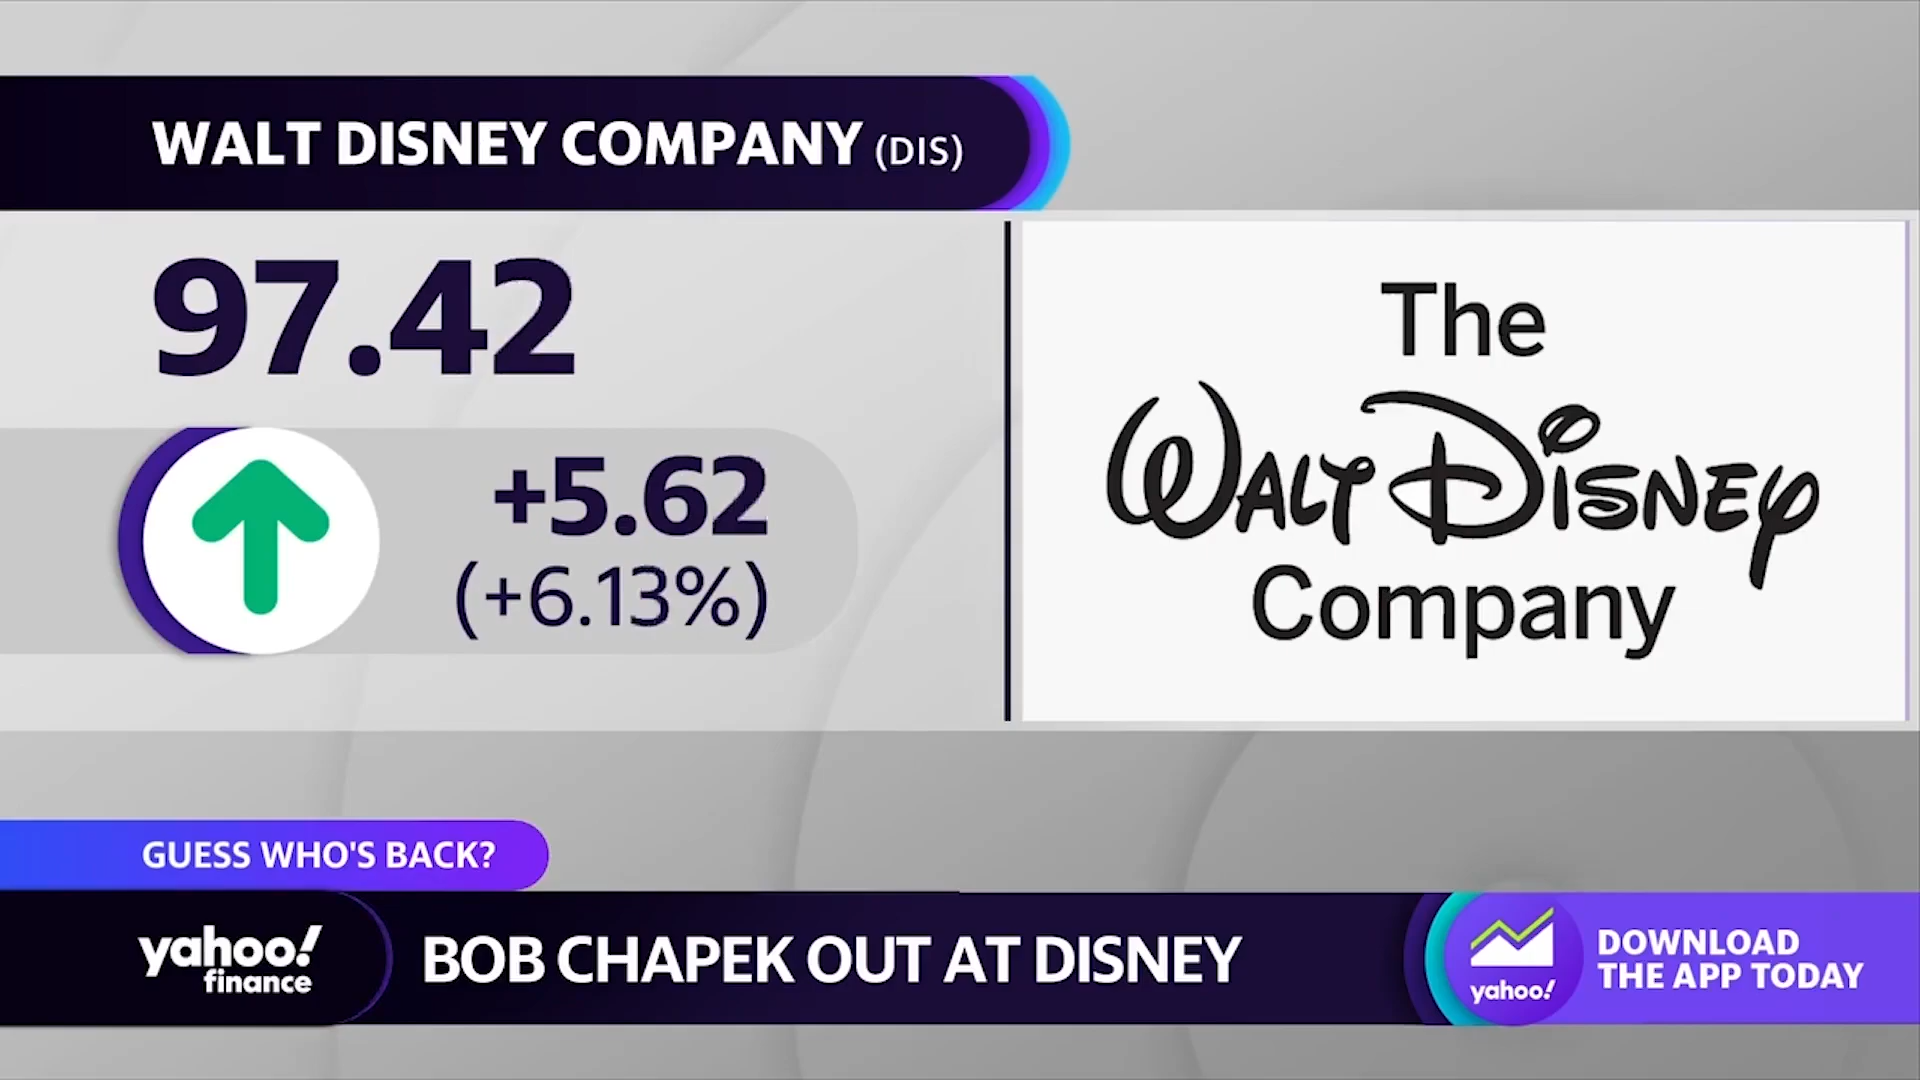 WALT DISNEY COMPANY (DIS)
97.42
+5.62
(+6.13%)
The
WALT DISNEY
Company
GUESS WHO'S BACK?
yahoo!
finance
BOB CHAPEK OUT AT DISNEY
yahoo!
DOWNLOAD
THE APP TODAY